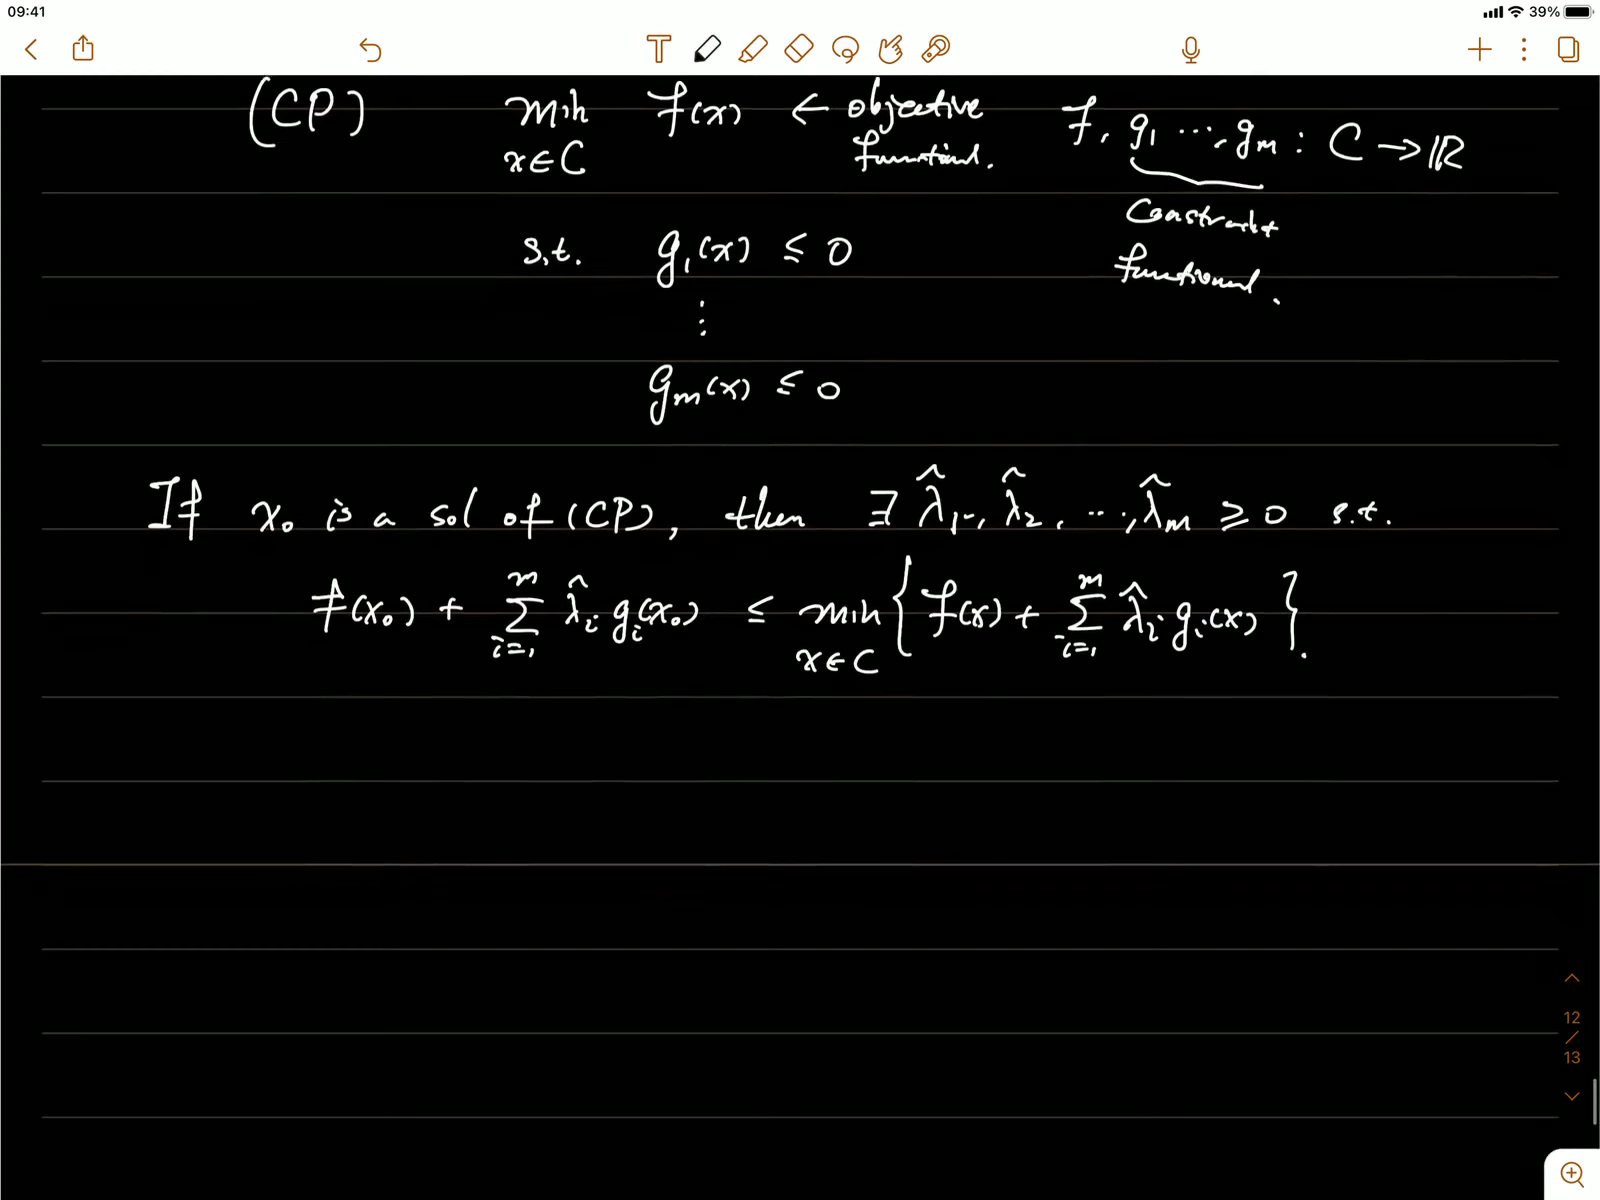 09:41 39%
(CP) min f(x) ← objective f, g₁ ⋯, gₘ : C → ℝ
x∈C functional. Constraint
s.t. g₁(x) ≤ 0 functional.
⋮
gₘ(x) ≤ 0
If x₀ is a sol of (CP), then ∃ λ̂₁, λ̂₂, ⋯, λ̂ₘ ≥ 0 s.t.
f(x₀) + ∑ᵢ₌₁ᵐ λ̂ᵢ gᵢ(x₀) ≤ min x∈C { f(x) + ∑ᵢ₌₁ᵐ λ̂ᵢ gᵢ(x) }.
12
/
13